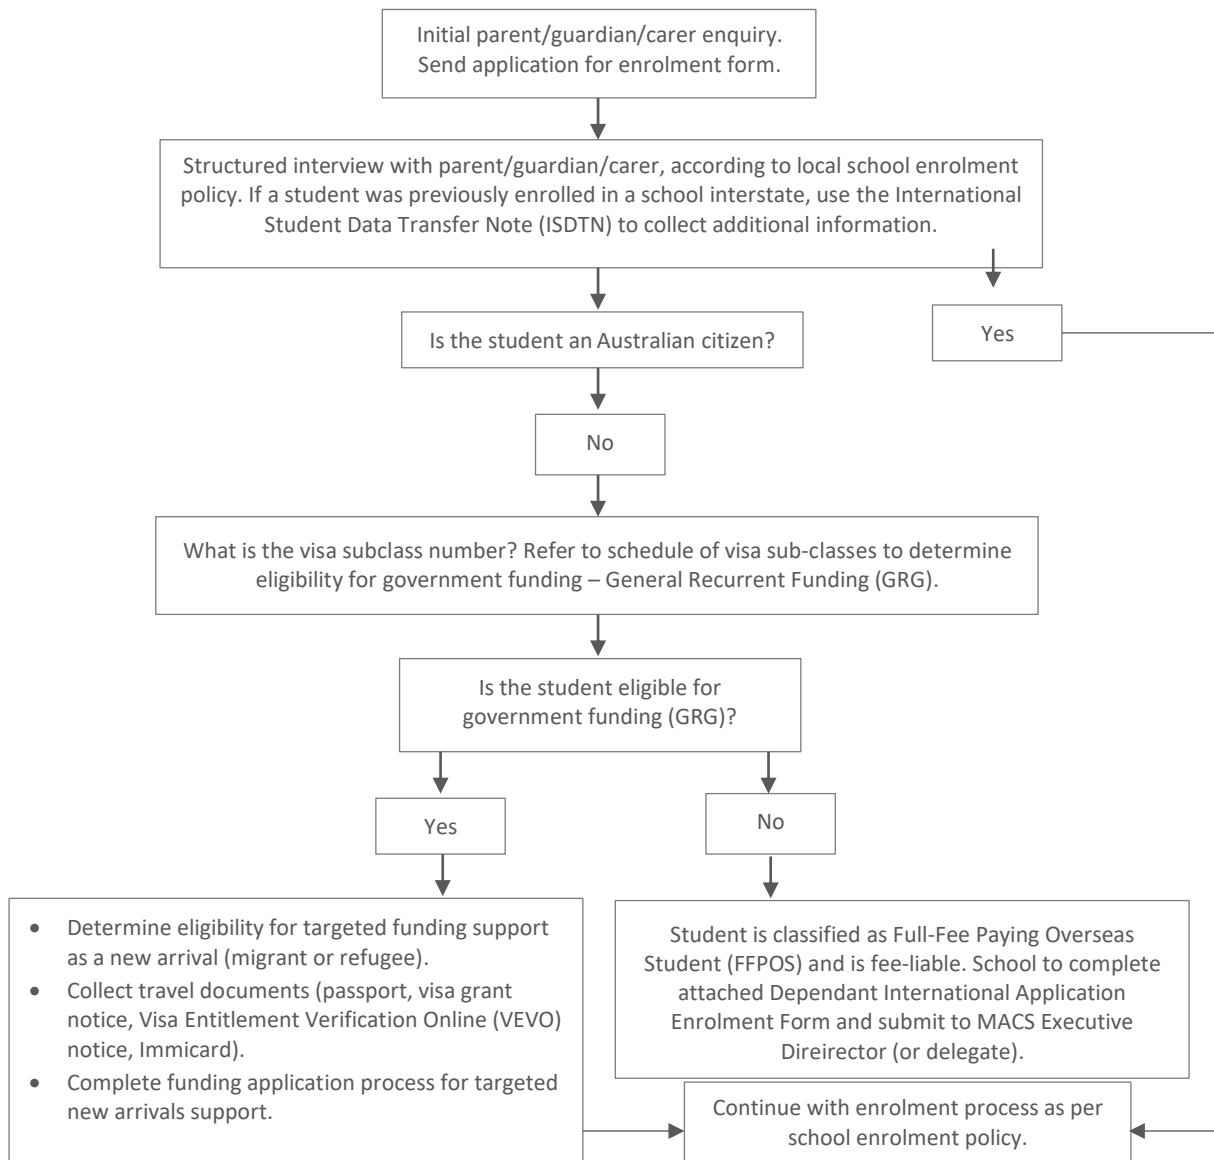 Initial parent/guardian/carer enquiry.
Send application for enrolment form.
Structured interview with parent/guardian/carer, according to local school enrolment
policy. If a student was previously enrolled in a school interstate, use the International
Student Data Transfer Note (ISDTN) to collect additional information.
Is the student an Australian citizen?
Yes
No
What is the visa subclass number? Refer to schedule of visa sub-classes to determine
eligibility for government funding – General Recurrent Funding (GRG).
Is the student eligible for
government funding (GRG)?
Yes
No
• Determine eligibility for targeted funding support
as a new arrival (migrant or refugee).
• Collect travel documents (passport, visa grant
notice, Visa Entitlement Verification Online (VEVO)
notice, Immicard).
• Complete funding application process for targeted
new arrivals support.
Student is classified as Full-Fee Paying Overseas
Student (FFPOS) and is fee-liable. School to complete
attached Dependant International Application
Enrolment Form and submit to MACS Executive
Direirector (or delegate).
Continue with enrolment process as per
school enrolment policy.